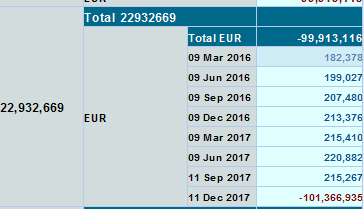 Total 22932669
Total EUR -99,913,116
09 Mar 2016 182,378
09 Jun 2016 199,027
09 Sep 2016 207,480
22,932,669 EUR 09 Dec 2016 213,376
09 Mar 2017 215,410
09 Jun 2017 220,882
11 Sep 2017 215,267
11 Dec 2017 -101,366,935